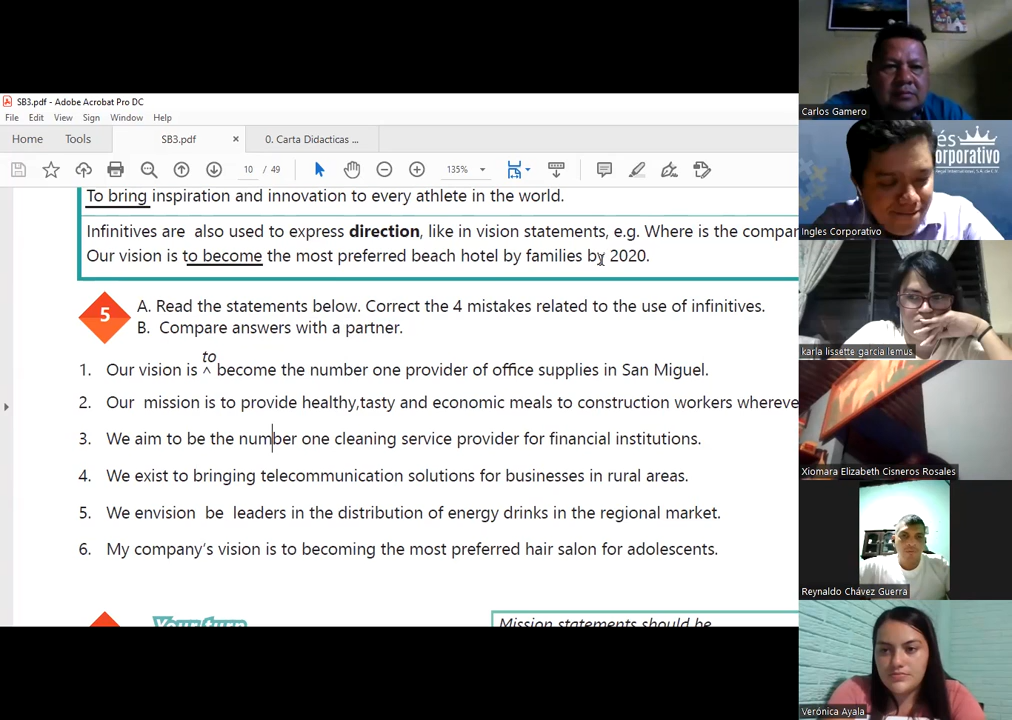 SB3.pdf - Adobe Acrobat Pro DC
File Edit View Sign Window Help
Home Tools SB3.pdf × 0. Carta Didacticas ...
10 / 49 135%
To bring inspiration and innovation to every athlete in the world.
Infinitives are also used to express direction, like in vision statements, e.g. Where is the compar
Our vision is to become the most preferred beach hotel by families by 2020.
5
A. Read the statements below. Correct the 4 mistakes related to the use of infinitives.
B. Compare answers with a partner.
to
1. Our vision is ^ become the number one provider of office supplies in San Miguel.
2. Our mission is to provide healthy,tasty and economic meals to construction workers whereve
3. We aim to be the number one cleaning service provider for financial institutions.
4. We exist to bringing telecommunication solutions for businesses in rural areas.
5. We envision be leaders in the distribution of energy drinks in the regional market.
6. My company's vision is to becoming the most preferred hair salon for adolescents.
Your turn
Mission statements should be
Carlos Gamero
és
orporativo
Ingles Corporativo
karla lissette garcia lemus
Xiomara Elizabeth Cisneros Rosales
Reynaldo Chávez Guerra
Verónica Ayala